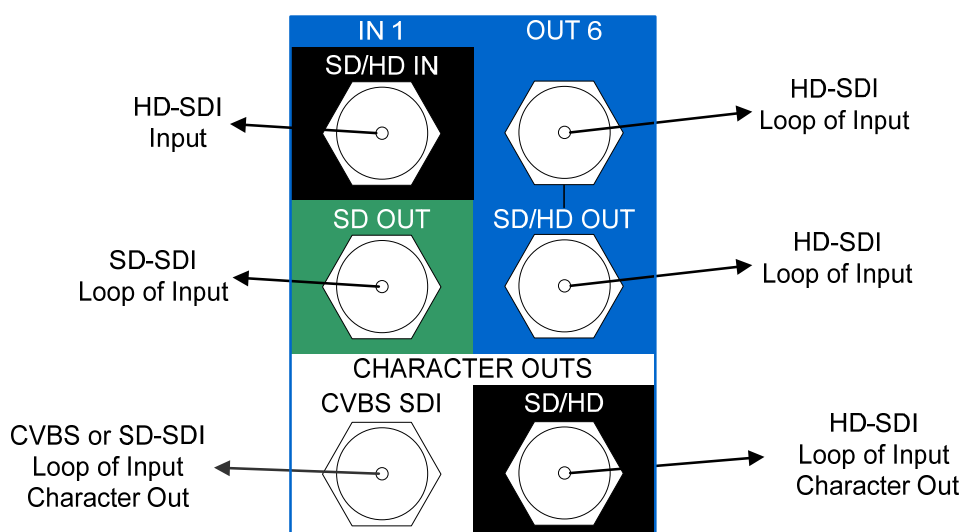 IN 1
OUT 6
SD/HD IN
HD-SDI
Input
HD-SDI
Loop of Input
SD OUT
SD/HD OUT
SD-SDI
Loop of Input
HD-SDI
Loop of Input
CHARACTER OUTS
CVBS SDI
SD/HD
CVBS or SD-SDI
Loop of Input
Character Out
HD-SDI
Loop of Input
Character Out